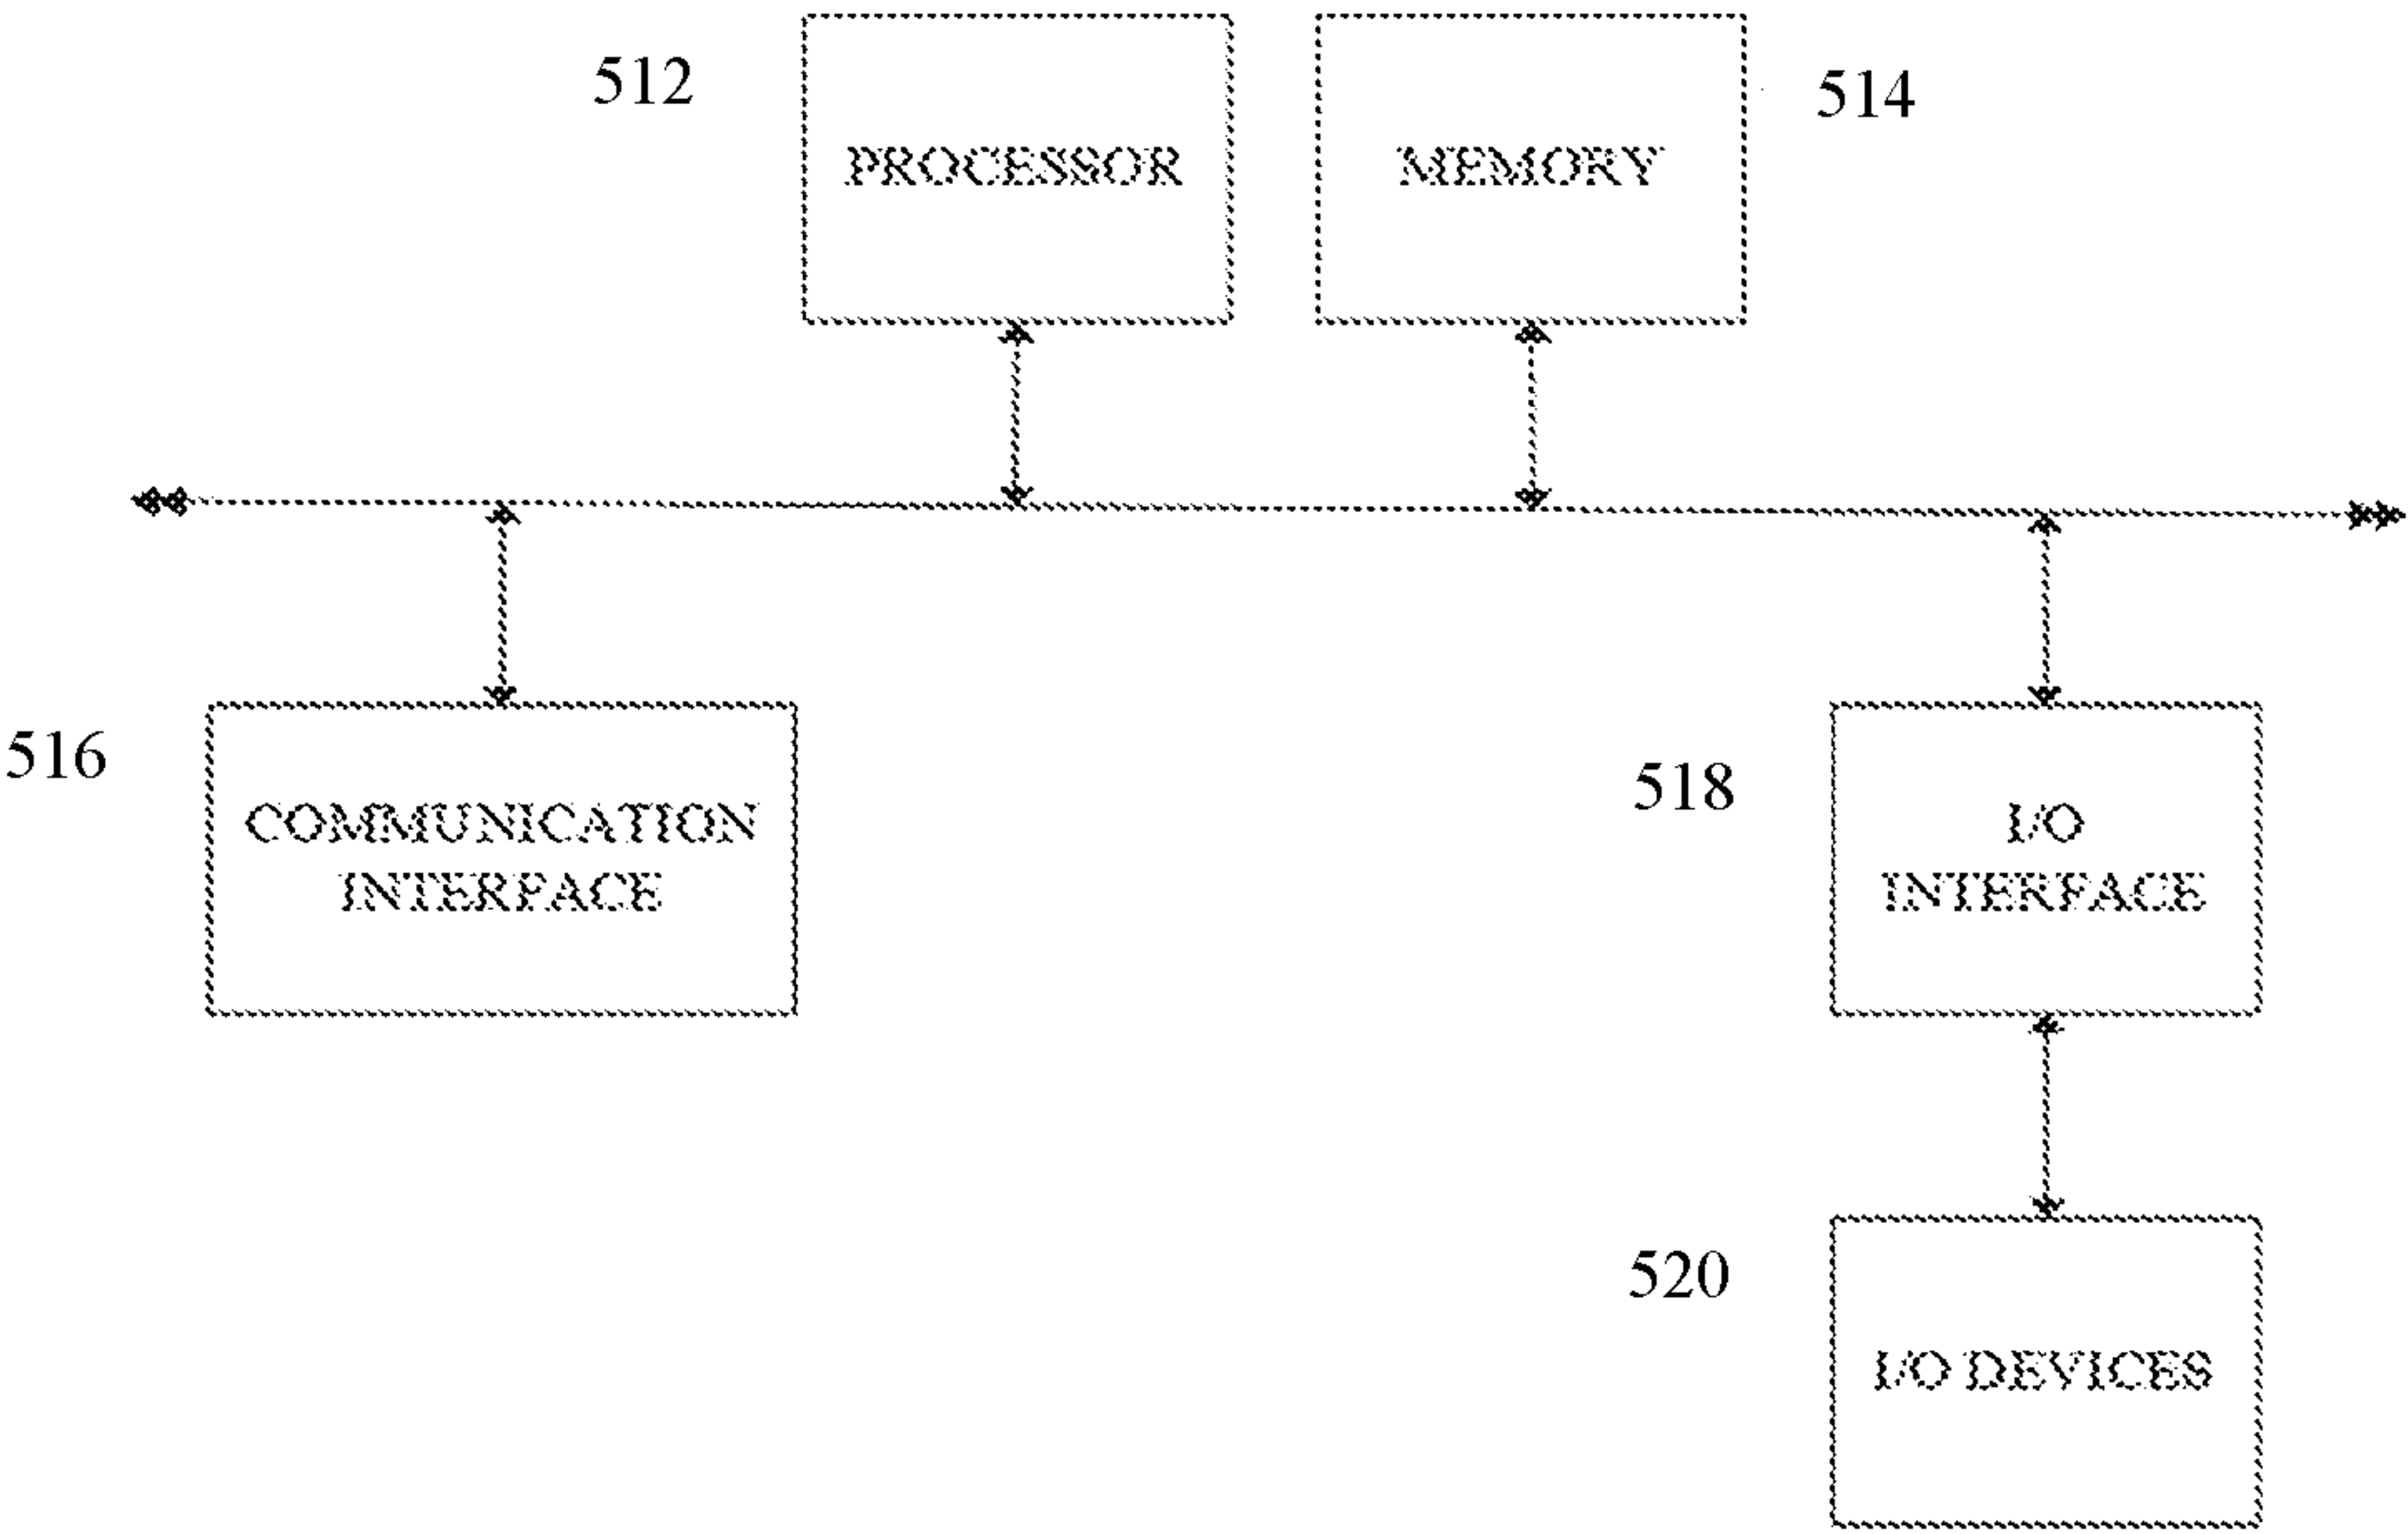 512
PROCESSOR
MEMORY
514
516
COMMUNICATION
INTERFACE
518
I/O
INTERFACE
520
I/O DEVICES